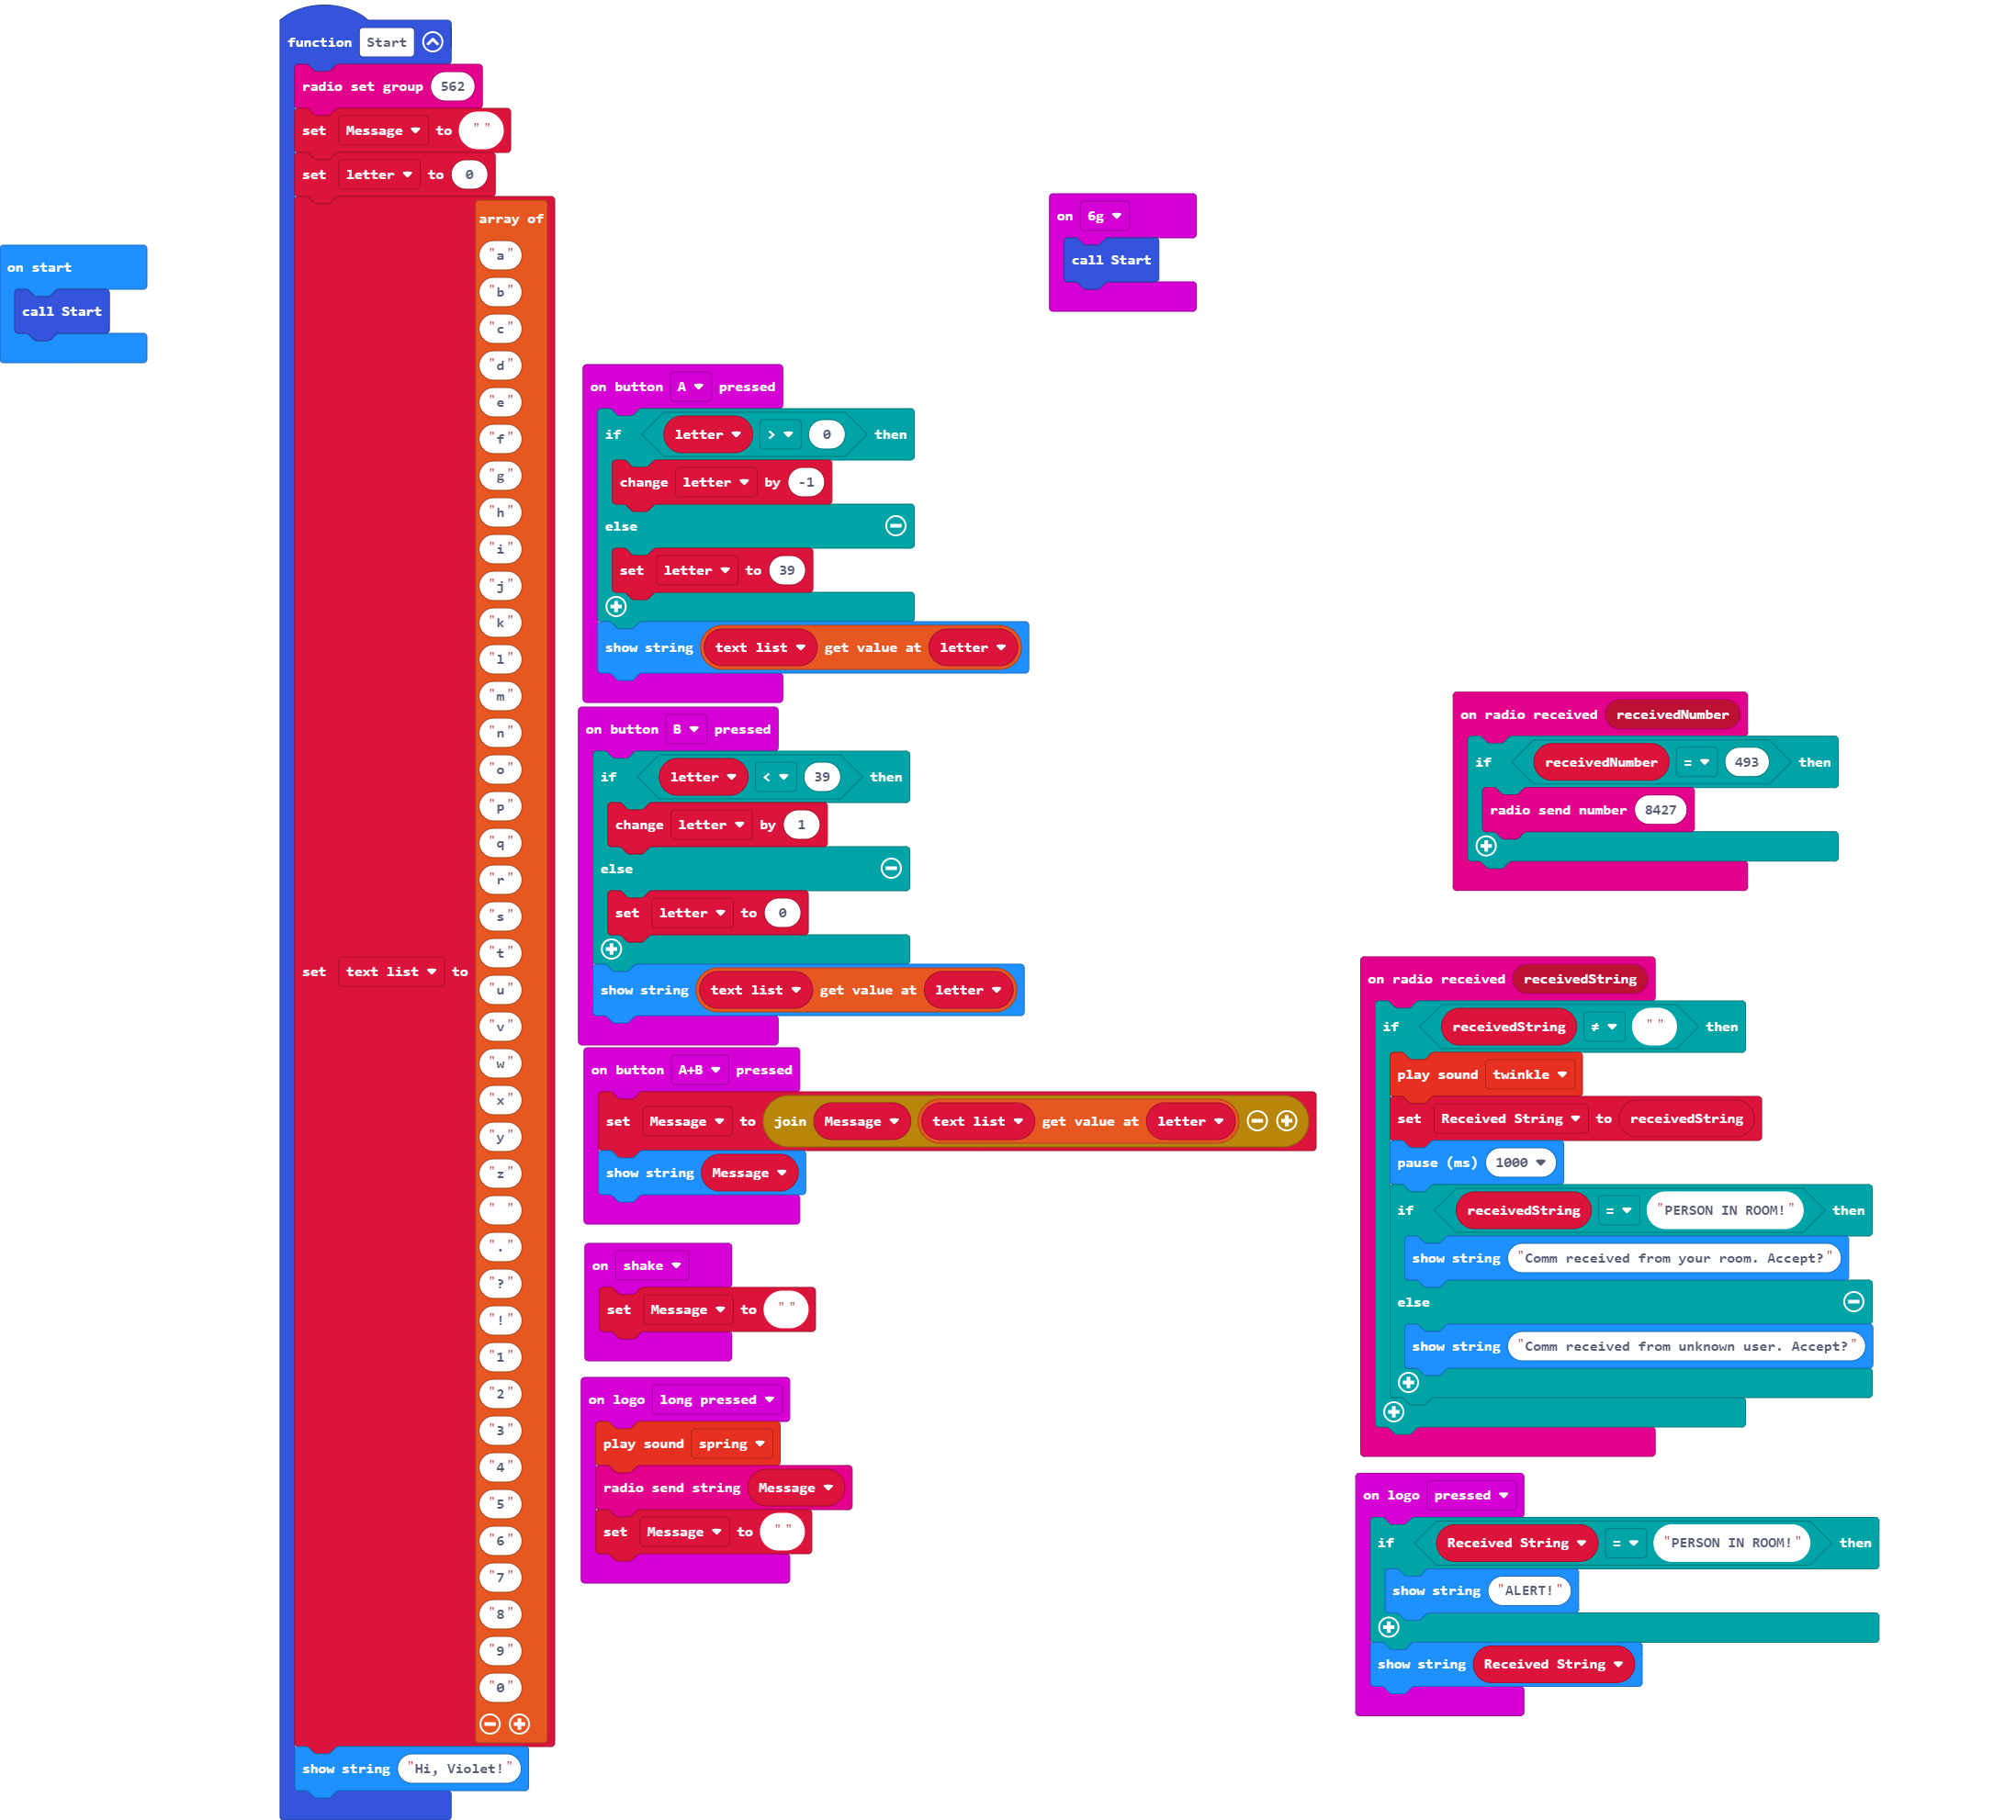 function Start
radio set group 562
set Message to " "
set letter to 0
set text list to
array of
"a"
"b"
"c"
"d"
"e"
"f"
"g"
"h"
"i"
"j"
"k"
"l"
"m"
"n"
"o"
"p"
"q"
"r"
"s"
"t"
"u"
"v"
"w"
"x"
"y"
"z"
" "
"."
"?"
"!"
"1"
"2"
"3"
"4"
"5"
"6"
"7"
"8"
"9"
"0"
show string "Hi, Violet!"
on start
call Start
on 6g
call Start
on button A pressed
if letter > 0 then
change letter by -1
else
set letter to 39
show string text list get value at letter
on button B pressed
if letter < 39 then
change letter by 1
else
set letter to 0
show string text list get value at letter
on button A+B pressed
set Message to join Message text list get value at letter
show string Message
on shake
set Message to " "
on logo long pressed
play sound spring
radio send string Message
set Message to " "
on radio received receivedNumber
if receivedNumber = 493 then
radio send number 8427
on radio received receivedString
if receivedString ≠ " " then
play sound twinkle
set Received String to receivedString
pause (ms) 1000
if receivedString = "PERSON IN ROOM!" then
show string "Comm received from your room. Accept?"
else
show string "Comm received from unknown user. Accept?"
on logo pressed
if Received String = "PERSON IN ROOM!" then
show string "ALERT!"
show string Received String